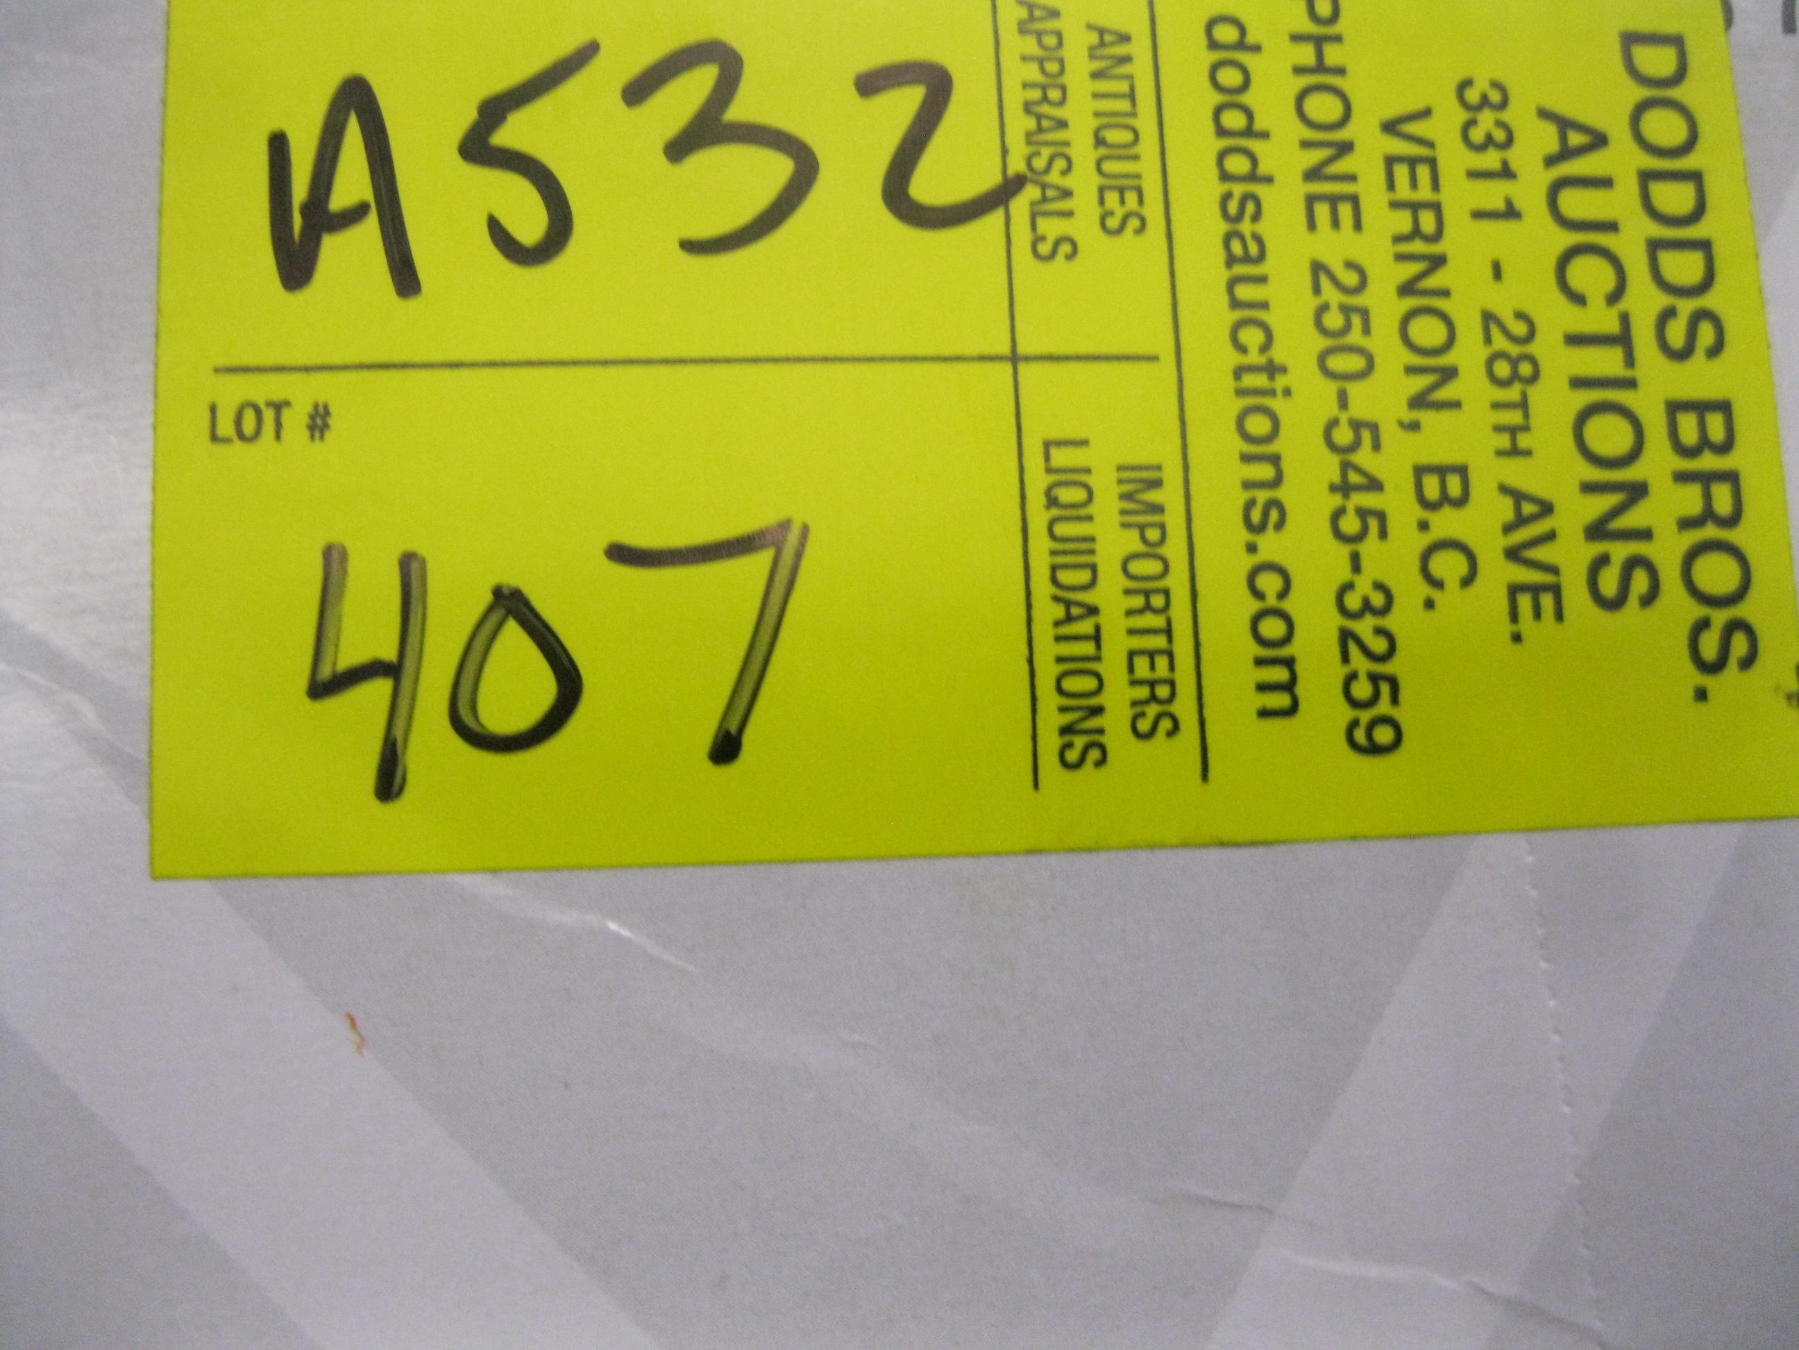 DODDS BROS.
AUCTIONS
3311 - 28TH AVE.
VERNON, B.C.
PHONE 250-545-3259
doddsauctions.com
ANTIQUES IMPORTERS
APPRAISALS LIQUIDATIONS
A532
LOT #
407